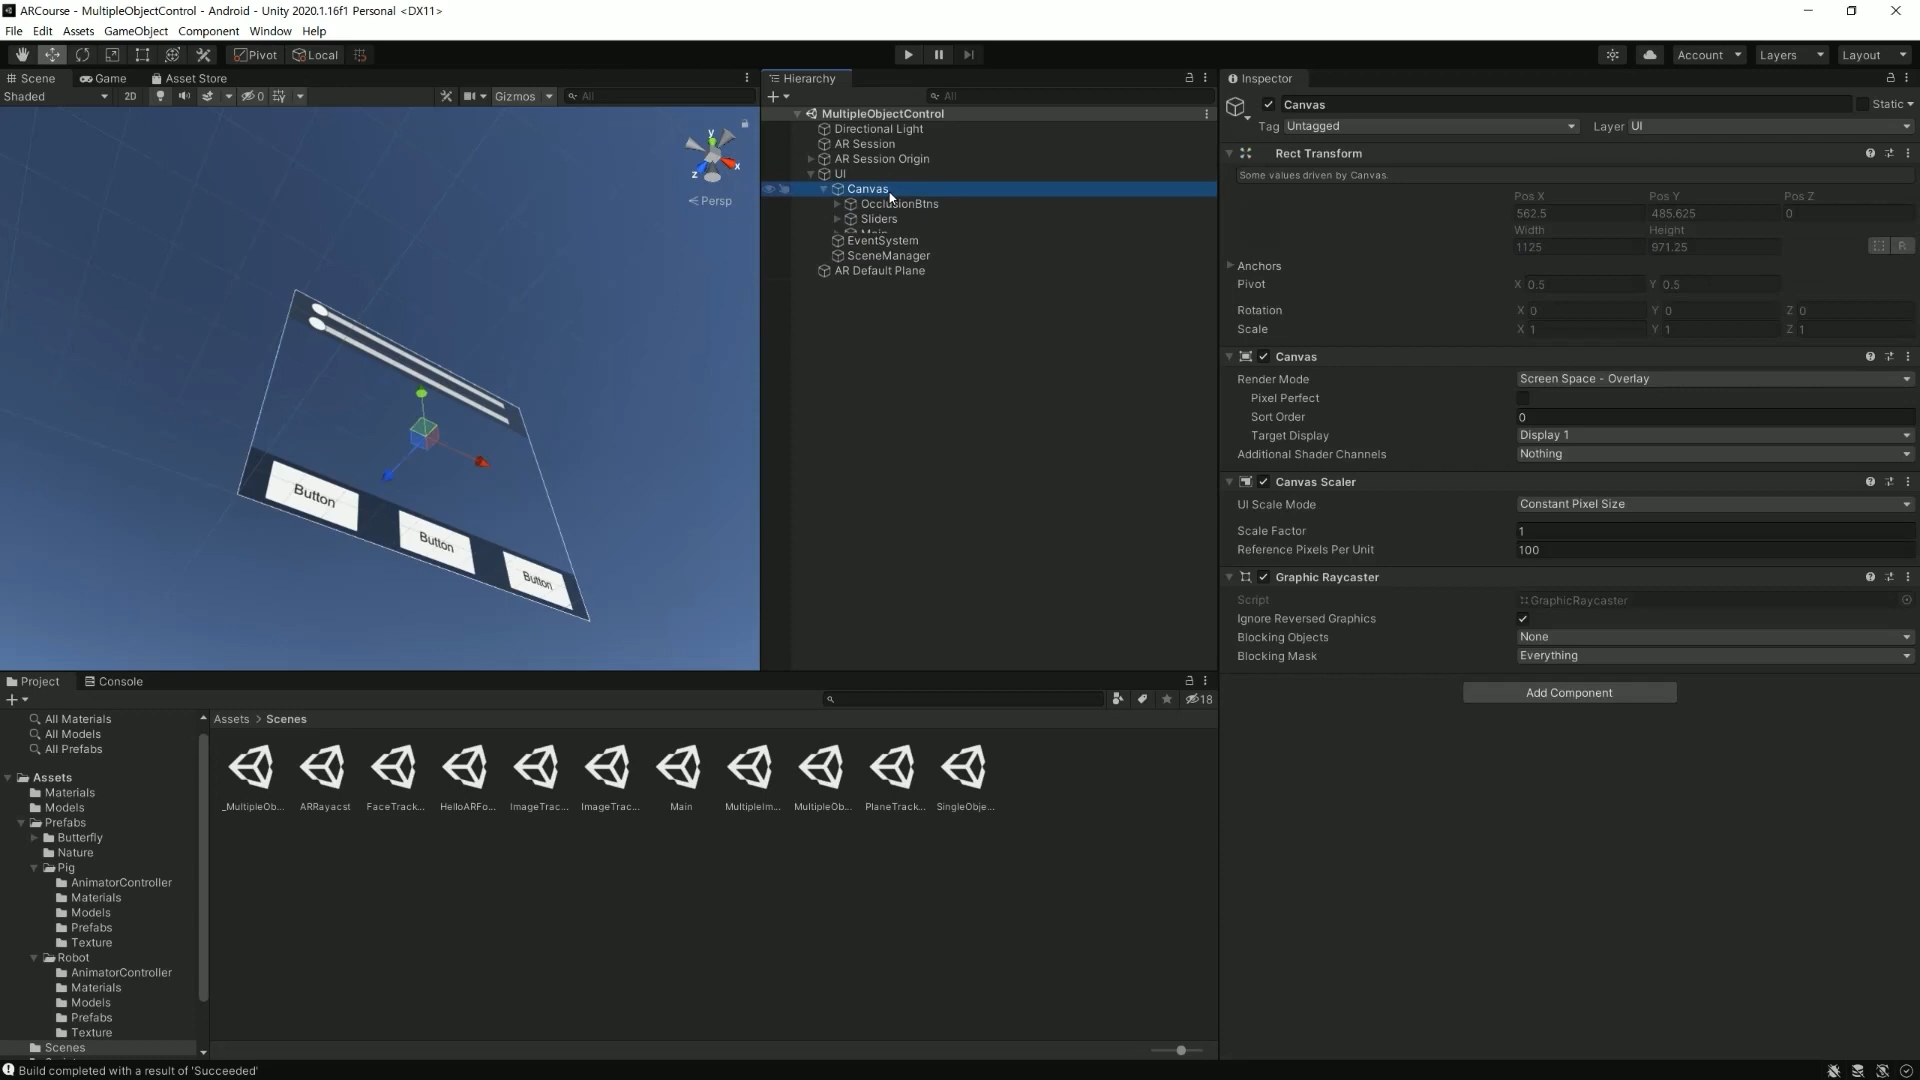 ARCourse - MultipleObjectControl - Android - Unity 2020.1.16f1 Personal <DX11>
File Edit Assets GameObject Component Window Help
Pivot Local Account Layers Layout
Scene Game Asset Store
Shaded 2D 0 Gizmos All
y
x
z
Persp
Button
Button
Button
Hierarchy
All
MultipleObjectControl
Directional Light
AR Session
AR Session Origin
UI
Canvas
OcclusionBtns
Sliders
EventSystem
SceneManager
AR Default Plane
Inspector
Canvas Static
Tag Untagged Layer UI
Rect Transform
Some values driven by Canvas.
Pos X Pos Y Pos Z
562.5 485.625 0
Width Height
1125 971.25 R
Anchors
Pivot X 0.5 Y 0.5
Rotation X 0 Y 0 Z 0
Scale X 1 Y 1 Z 1
Canvas
Render Mode Screen Space - Overlay
Pixel Perfect
Sort Order 0
Target Display Display 1
Additional Shader Channels Nothing
Canvas Scaler
UI Scale Mode Constant Pixel Size
Scale Factor 1
Reference Pixels Per Unit 100
Graphic Raycaster
Script GraphicRaycaster
Ignore Reversed Graphics
Blocking Objects None
Blocking Mask Everything
Add Component
Project Console
18
All Materials
All Models
All Prefabs
Assets
Materials
Models
Prefabs
Butterfly
Nature
Pig
AnimatorController
Materials
Models
Prefabs
Texture
Robot
AnimatorController
Materials
Models
Prefabs
Texture
Scenes
Assets > Scenes
_MultipleOb... ARRayacst FaceTrack... HelloARFo... ImageTrac... ImageTrac... Main MultipleIm... MultipleOb... PlaneTrack... SingleObje...
Build completed with a result of 'Succeeded'